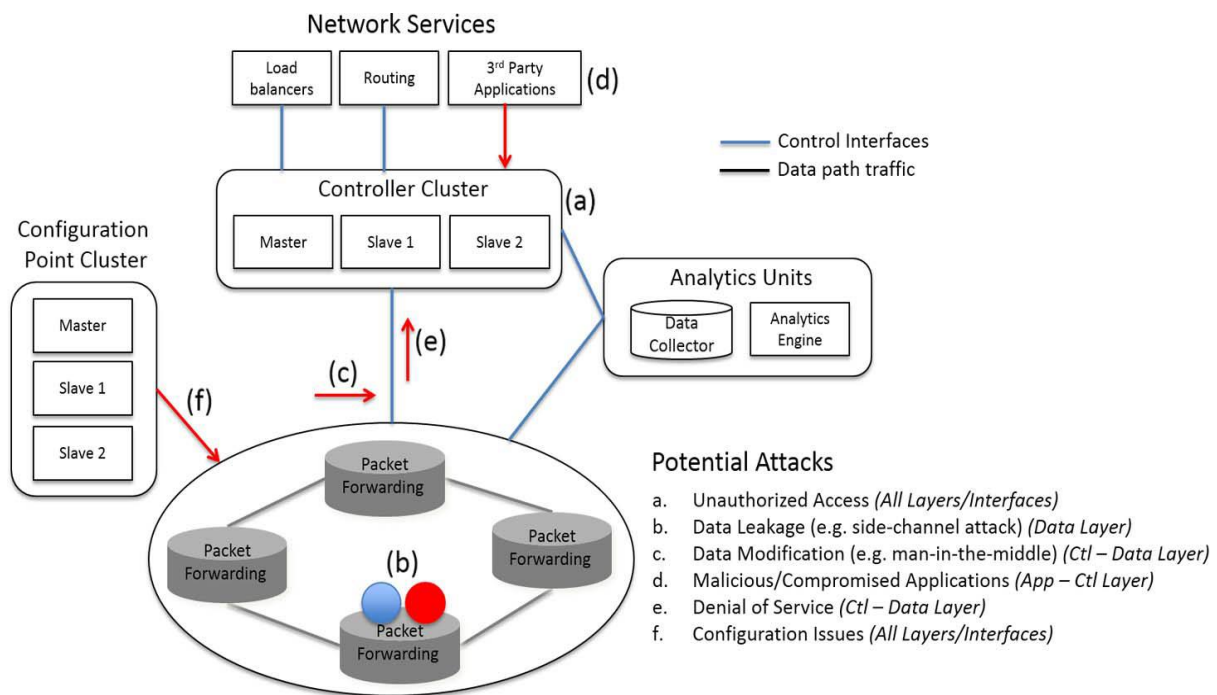 Network Services
Load
balancers
Routing
3rd Party
Applications
(d)
Control Interfaces
Data path traffic
Controller Cluster
(a)
Master
Slave 1
Slave 2
Configuration
Point Cluster
Master
Slave 1
Slave 2
Analytics Units
Data
Collector
Analytics
Engine
(e)
(c)
(f)
Packet
Forwarding
Packet
Forwarding
Packet
Forwarding
(b)
Packet
Forwarding
Potential Attacks
a. Unauthorized Access (All Layers/Interfaces)
b. Data Leakage (e.g. side-channel attack) (Data Layer)
c. Data Modification (e.g. man-in-the-middle) (Ctl – Data Layer)
d. Malicious/Compromised Applications (App – Ctl Layer)
e. Denial of Service (Ctl – Data Layer)
f. Configuration Issues (All Layers/Interfaces)